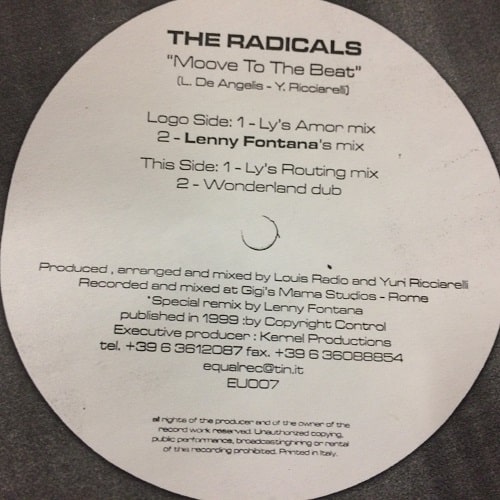 THE RADICALS
"Moove To The Beat"
(L. De Angelis - Y. Ricciarelli)
Logo Side: 1 - Ly's Amor mix
2 - Lenny Fontana's mix
This Side: 1 - Ly's Routing mix
2 - Wonderland dub
Produced , arranged and mixed by Louis Radio and Yuri Ricciarelli
Recorded and mixed at Gigi's Mama Studios - Rome
*Special remix by Lenny Fontana
published in 1999 :by Copyright Control
Executive producer : Kernel Productions
tel. +39 6 3612087 fax. +39 6 36088854
equalrec@tin.it
EU007
all rights of the producer and of the owner of the
record work reserved. Unauthorized copying,
public performance, broadcastinghiring or rental
of this recording prohibited. Printed in Italy.